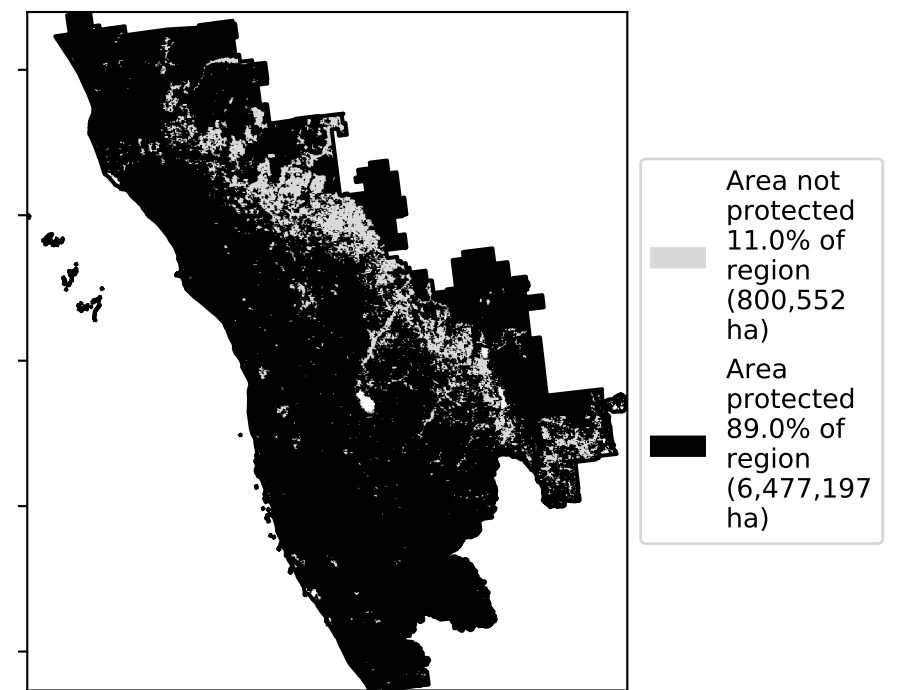 Area not
protected
11.0% of
region
(800,552
ha)
Area
protected
89.0% of
region
(6,477,197
ha)